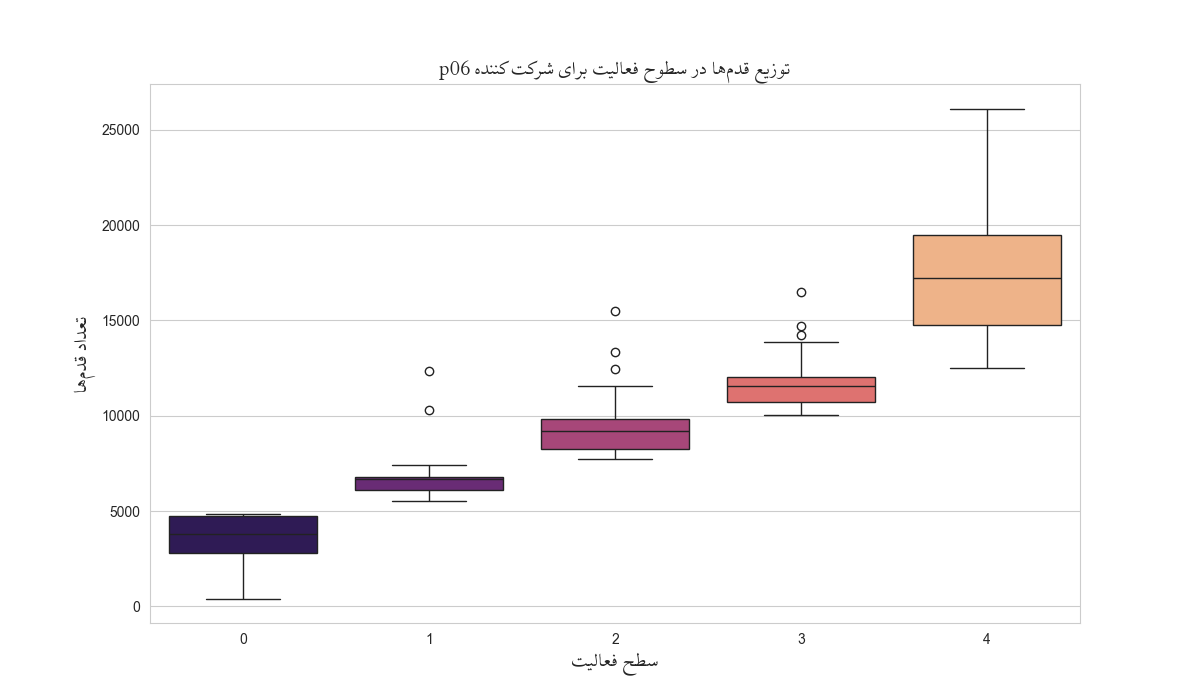 توزیع قدم‌ها در سطوح فعالیت برای شرکت‌کننده p06
تعداد قدم‌ها
25000
20000
15000
10000
5000
0
0 1 2 3 4
سطح فعالیت